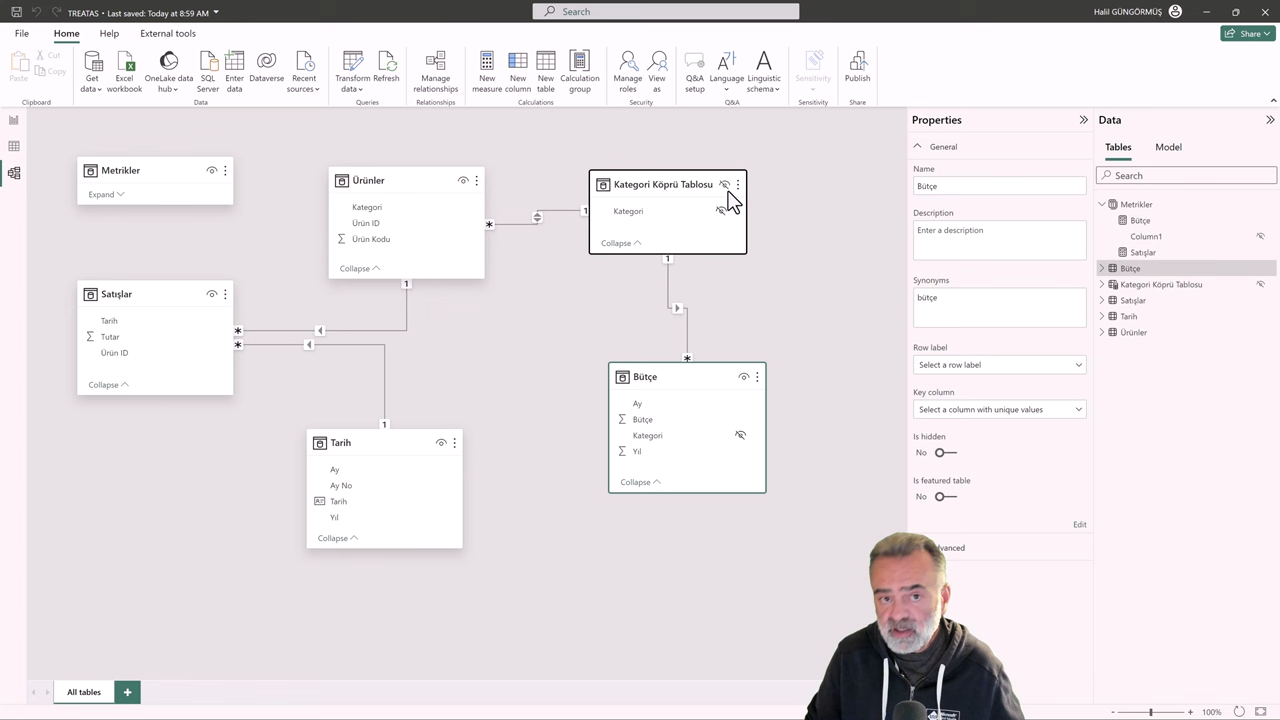 TREATAS • Last saved: Today at 8:59 AM
Search
Halil GÜNGÖRMÜŞ
File
Home
Help
External tools
Share
Paste
Cut
Copy
Get data
Excel workbook
OneLake data hub
SQL Server
Enter data
Dataverse
Recent sources
Transform data
Refresh
Manage relationships
New measure
New column
New table
Calculation group
Manage roles
View as
Q&A setup
Language
Linguistic schema
Sensitivity
Publish
Clipboard
Data
Queries
Relationships
Calculations
Security
Q&A
Sensitivity
Share
Metrikler
Expand
Ürünler
Kategori
Ürün ID
Ürün Kodu
Collapse
Kategori Köprü Tablosu
Kategori
Collapse
1
*
1
1
*
*
1
*
Satışlar
Tarih
Tutar
Ürün ID
Collapse
Tarih
Ay
Ay No
Tarih
Yıl
Collapse
Bütçe
Ay
Bütçe
Kategori
Yıl
Collapse
Properties
General
Name
Bütçe
Description
Enter a description
Synonyms
bütçe
Row label
Select a row label
Key column
Select a column with unique values
Is hidden
No
Is featured table
No
Edit
Data
Tables
Model
Search
Metrikler
Bütçe
Column1
Satışlar
Bütçe
Kategori Köprü Tablosu
Satışlar
Tarih
Ürünler
All tables
100%